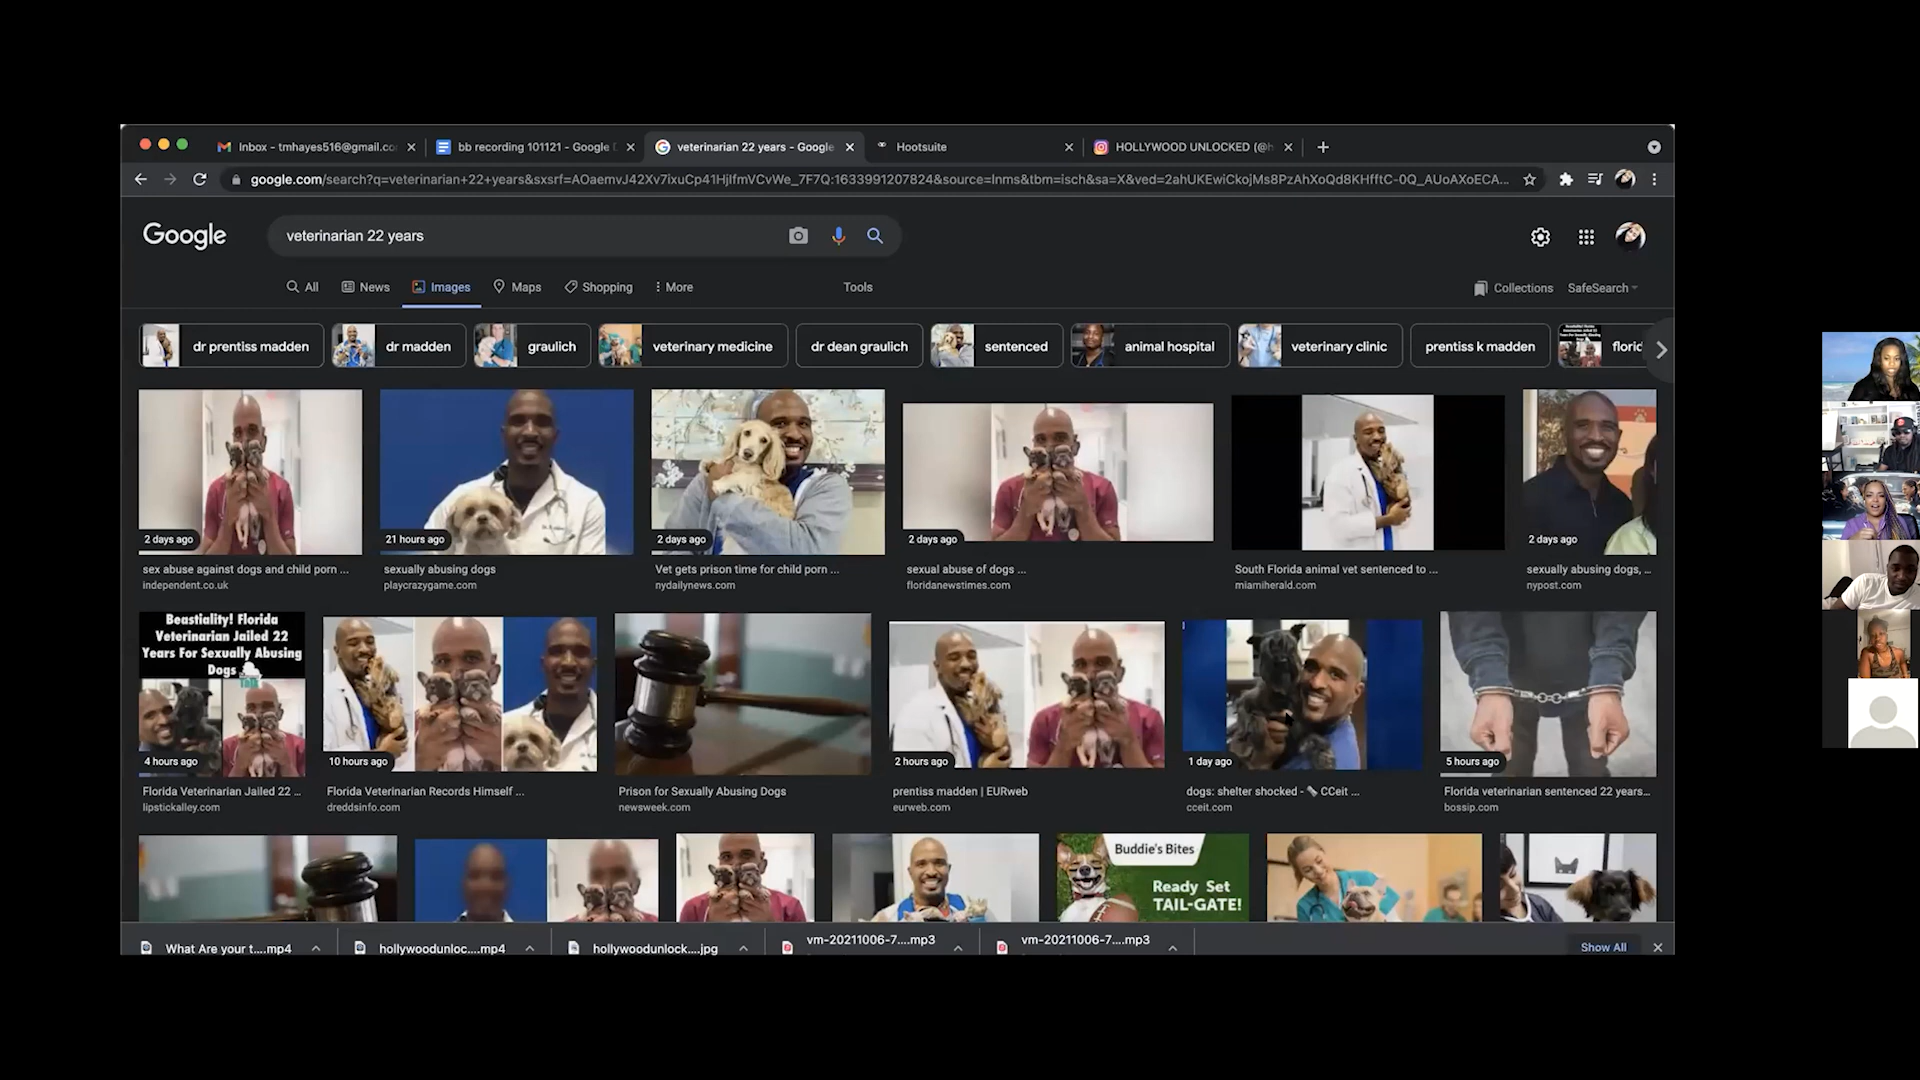 Inbox - tmhayes516@gmail.co
bb recording 101121 - Google
veterinarian 22 years - Google
Hootsuite
HOLLYWOOD UNLOCKED (@h
google.com/search?q=veterinarian+22+years&sxsrf=AOaemvJ42Xv7ixuCp41HjIfmVCvWe_7F7Q:1633991207824&source=lnms&tbm=isch&sa=X&ved=2ahUKEwiCkojMs8PzAhXoQd8KHfftC-0Q_AUoAXoECA...
Google
veterinarian 22 years
All
News
Images
Maps
Shopping
More
Tools
Collections
SafeSearch
dr prentiss madden
dr madden
graulich
veterinary medicine
dr dean graulich
sentenced
animal hospital
veterinary clinic
prentiss k madden
florid
2 days ago
21 hours ago
2 days ago
2 days ago
2 days ago
sex abuse against dogs and child porn ...
independent.co.uk
sexually abusing dogs
playcrazygame.com
Vet gets prison time for child porn ...
nydailynews.com
sexual abuse of dogs ...
floridanewstimes.com
South Florida animal vet sentenced to ...
miamiherald.com
sexually abusing dogs, ...
nypost.com
Beastiality! Florida
Veterinarian Jailed 22
Years For Sexually Abusing
Dogs
4 hours ago
10 hours ago
2 hours ago
1 day ago
5 hours ago
Florida Veterinarian Jailed 22 ...
lipstickalley.com
Florida Veterinarian Records Himself ...
dreddsinfo.com
Prison for Sexually Abusing Dogs
newsweek.com
prentiss madden | EURweb
eurweb.com
dogs: shelter shocked - CCeit ...
cceit.com
Florida veterinarian sentenced 22 years...
bossip.com
Buddie's Bites
Ready Set
TAIL-GATE!
What Are your t....mp4
hollywoodunloc....mp4
hollywoodunlock....jpg
vm-20211006-7....mp3
vm-20211006-7....mp3
Show All